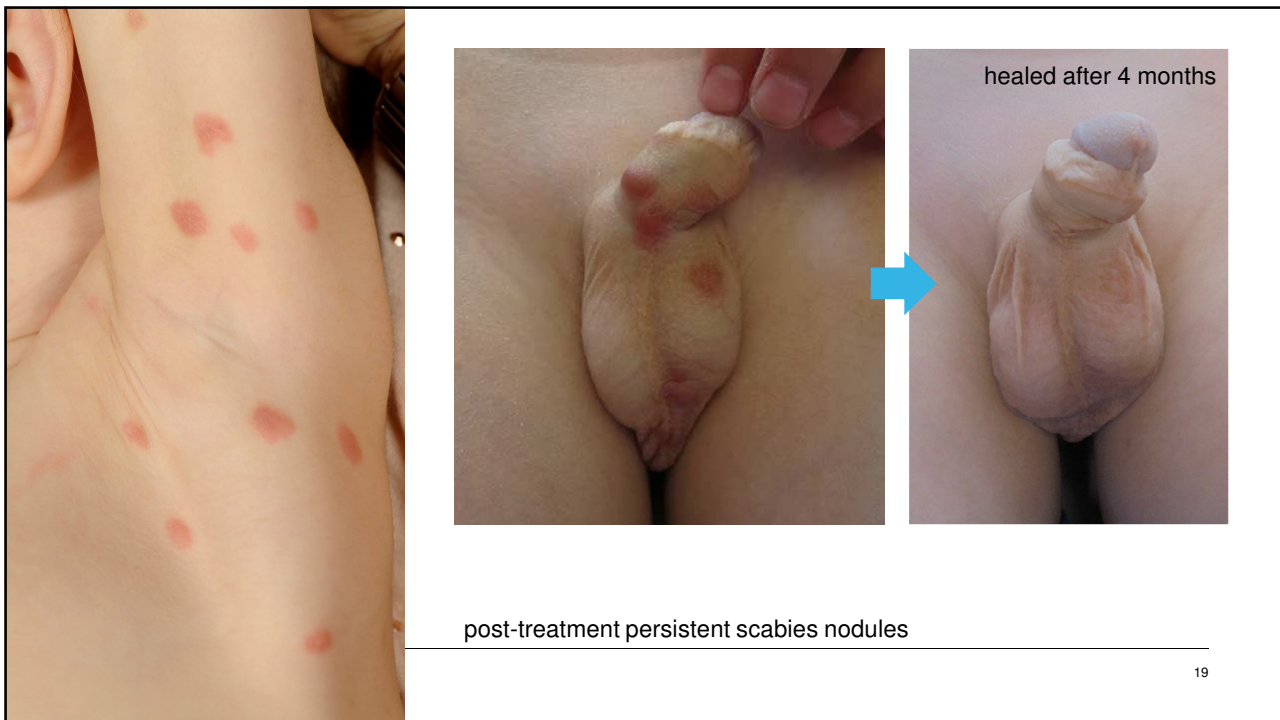 healed after 4 months
post-treatment persistent scabies nodules
19